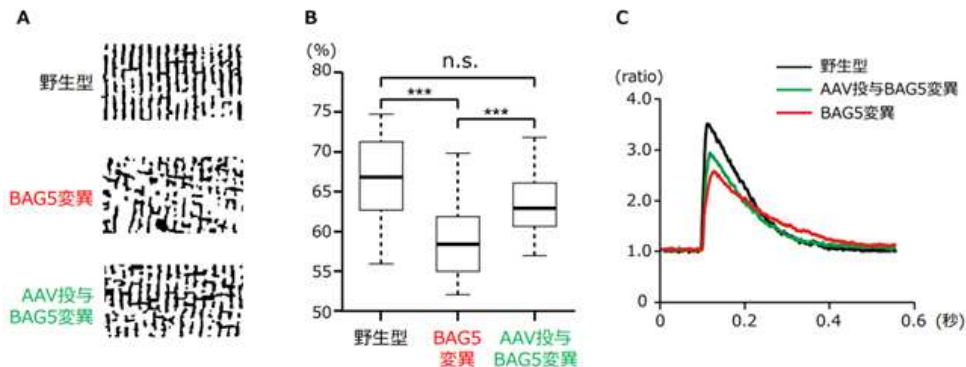 A
野生型
BAG5変異
AAV投与
BAG5変異
B
(%)
80
75
70
65
60
55
50
n.s.
***
***
野生型
BAG5
変異
AAV投与
BAG5変異
C
(ratio)
野生型
AAV投与BAG5変異
BAG5変異
4.0
3.0
2.0
1.0
0
0
0.2
0.4
0.6
(秒)